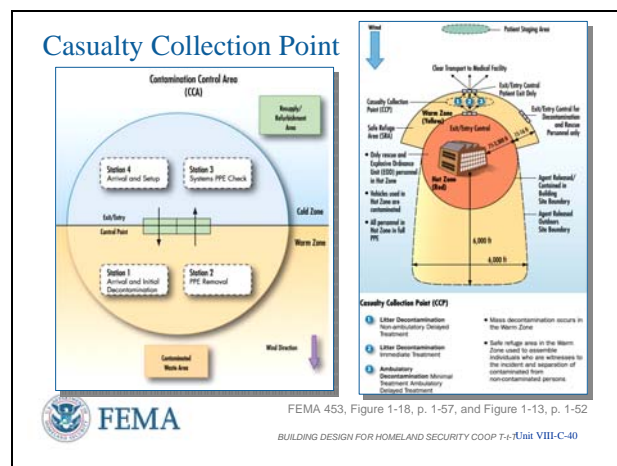 Casualty Collection Point
Contamination Control Area
(CCA)
Resupply/
Refurbishment
Area
Station 4
Arrival and Setup
Station 3
Systems PPE Check
Exit/Entry
Control Point
Cold Zone
Warm Zone
Station 1
Arrival and Initial
Decontamination
Station 2
PPE Removal
Wind Direction
Contaminated
Waste Area
Wind
Patient Staging Area
Clear Transport to Medical Facility
Exit/Entry Control
Patient Exit Only
Casualty Collection
Point (CCP)
1 2 3
Warm Zone
(Yellow)
Exit/Entry Control for
Decontamination
and Rescue
Personnel only
Safe Refuge
Area (SRA)
Exit/Entry Control
Hot Zone
(Red)
• Only rescue and
Explosive Ordnance
Unit (EOD) personnel
in Hot Zone
• Vehicles used in
Hot Zone are
contaminated
• All personnel in
Hot Zone in full
PPE
Agent Released/
Contained in
Building
Site Boundary
Agent Released
Outdoors
Site Boundary
6,000 ft
6,000 ft
Casualty Collection Point (CCP)
1 Litter Decontamination
Non-ambulatory Delayed
Treatment
2 Litter Decontamination
Immediate Treatment
3 Ambulatory
Decontamination Minimal
Treatment Ambulatory
Delayed Treatment
• Mass decontamination occurs in
the Warm Zone
• Safe refuge area in the Warm
Zone used to assemble
individuals who are witnesses to
the incident and separation of
contaminated from
non-contaminated persons.
FEMA
FEMA 453, Figure 1-18, p. 1-57, and Figure 1-13, p. 1-52
BUILDING DESIGN FOR HOMELAND SECURITY COOP T-t-T Unit VIII-C-40